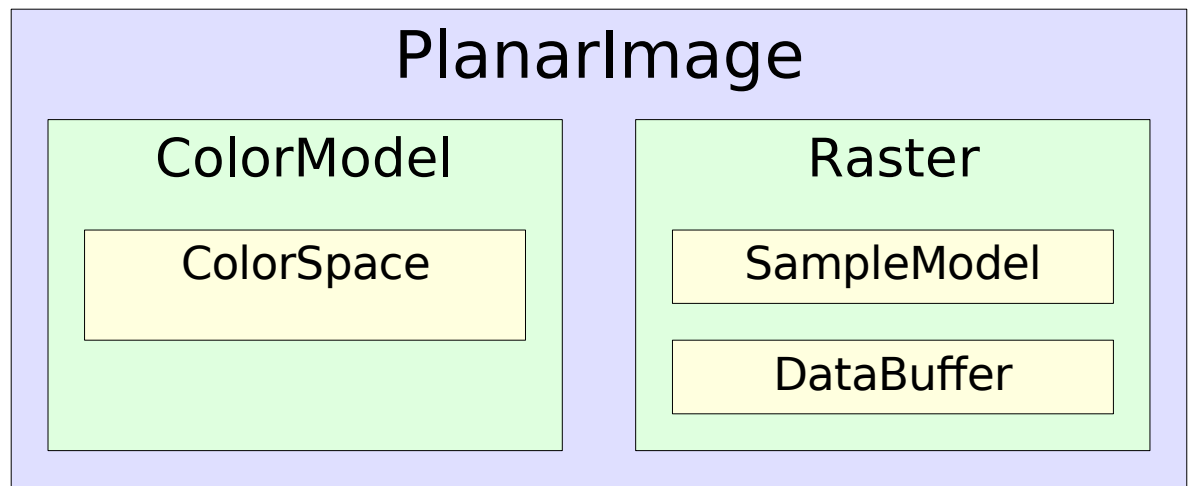 PlanarImage
ColorModel
ColorSpace
Raster
SampleModel
DataBuffer